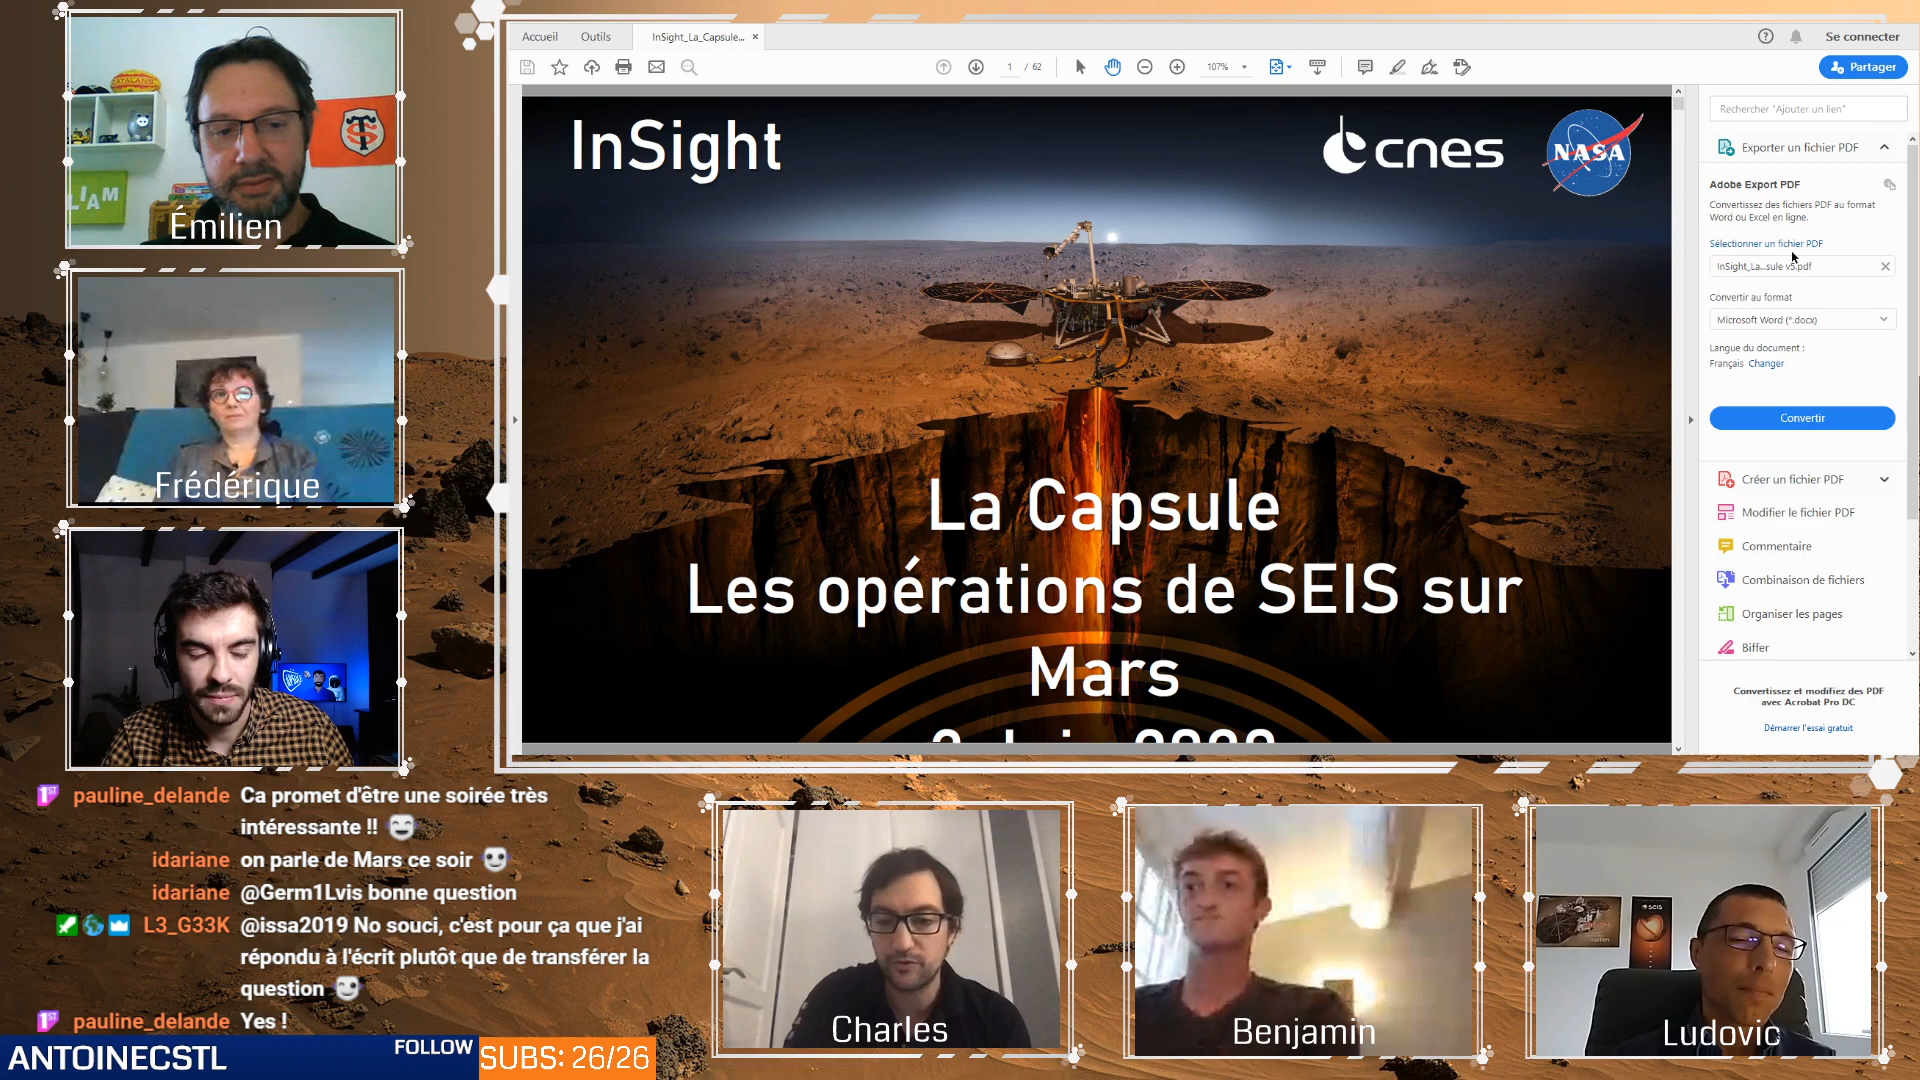 Accueil
Outils
InSight_La_Capsule...
Se connecter
1 / 62
107%
Partager
InSight
cnes
NASA
La Capsule
Les opérations de SEIS sur
Mars
Rechercher "Ajouter un lien"
Exporter un fichier PDF
Adobe Export PDF
Convertissez des fichiers PDF au format
Word ou Excel en ligne.
Sélectionner un fichier PDF
InSight_La...sule v5.pdf
Convertir au format
Microsoft Word (*.docx)
Langue du document :
Français Changer
Convertir
Créer un fichier PDF
Modifier le fichier PDF
Commentaire
Combinaison de fichiers
Organiser les pages
Biffer
Convertissez et modifiez des PDF
avec Acrobat Pro DC
Démarrer l'essai gratuit
CATALANS
LIAM
Émilien
Frédérique
pauline_delande Ca promet d'être une soirée très
intéressante !!
idariane on parle de Mars ce soir
idariane @Germ1Lvis bonne question
L3_G33K @issa2019 No souci, c'est pour ça que j'ai
répondu à l'écrit plutôt que de transférer la
question
pauline_delande Yes !
ANTOINECSTL
FOLLOW
SUBS: 26/26
Charles
Benjamin
SEIS
Ludovic